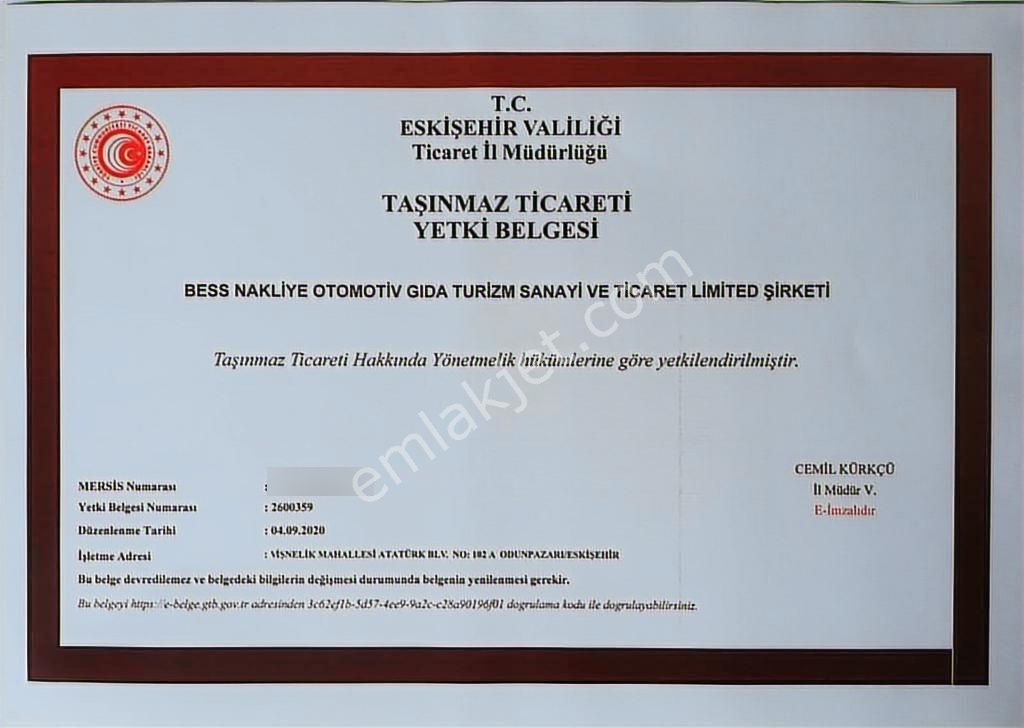 T.C.
ESKİŞEHİR VALİLİĞİ
Ticaret İl Müdürlüğü
TAŞINMAZ TİCARETİ
YETKİ BELGESİ
BESS NAKLİYE OTOMOTİV GIDA TURİZM SANAYİ VE TİCARET LİMİTED ŞİRKETİ
Taşınmaz Ticareti Hakkında Yönetmelik hükümlerine göre yetkilendirilmiştir.
emlakjet.com
CEMİL KÜRKÇÜ
İl Müdür V.
E-İmzalıdır
MERSİS Numarası :
Yetki Belgesi Numarası : 2600359
Düzenlenme Tarihi : 04.09.2020
İşletme Adresi : VİŞNELİK MAHALLESİ ATATÜRK BLV. NO: 102 A ODUNPAZARI/ESKİŞEHİR
Bu belge devredilemez ve belgedeki bilgilerin değişmesi durumunda belgenin yenilenmesi gerekir.
Bu belgeyi https://e-belge.gtb.gov.tr adresinden 3c62ef1b-5d57-4ee9-9a2c-c28a90196f01 doğrulama kodu ile doğrulayabilirsiniz.